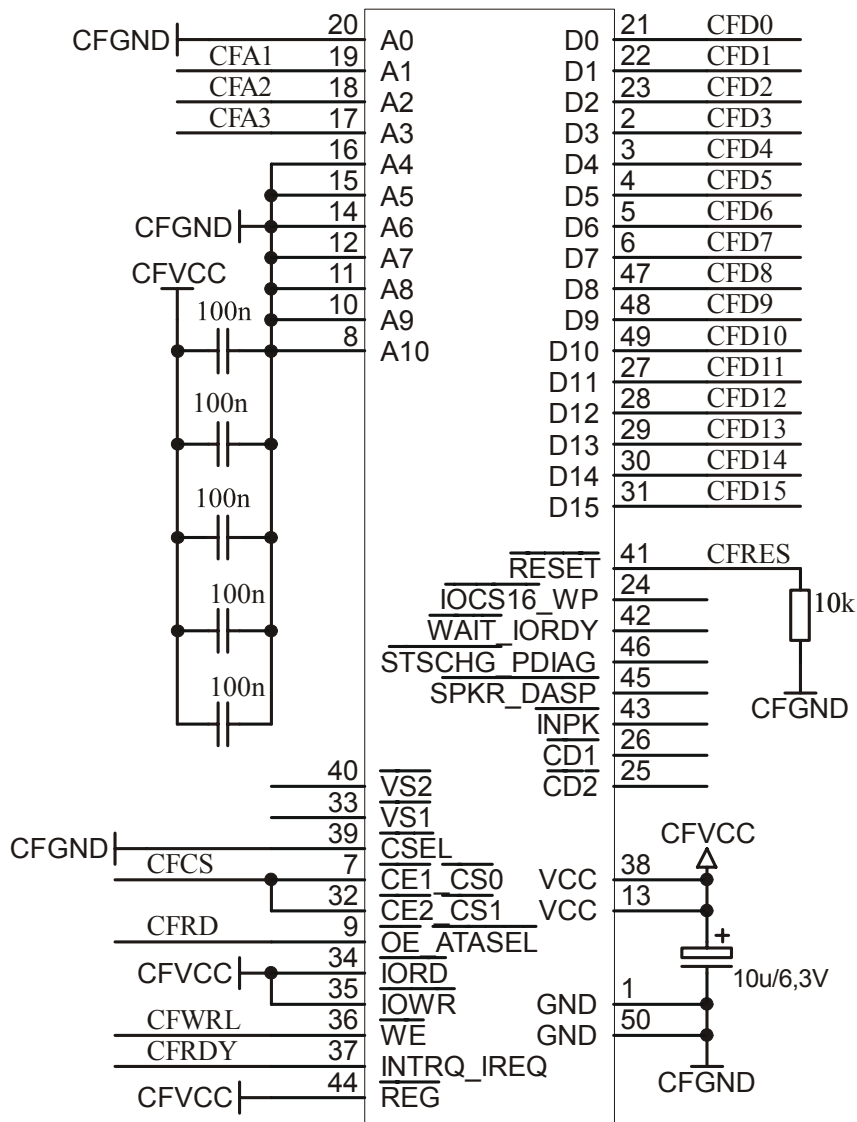 20 21 CFD0
CFGND A0 D0
CFA1 19 22 CFD1
A1 D1
CFA2 18 23 CFD2
A2 D2
CFA3 17 2 CFD3
A3 D3
16 3 CFD4
A4 D4
15 4 CFD5
A5 D5
14 5 CFD6
CFGND A6 D6
12 6 CFD7
A7 D7
CFVCC 11 47 CFD8
A8 D8
100n 10 48 CFD9
A9 D9
8 49 CFD10
A10 D10
27 CFD11
D11
100n 28 CFD12
D12
29 CFD13
D13
30 CFD14
D14
100n 31 CFD15
D15
41 CFRES
RESET
100n 24
IOCS16_WP 10k
42
WAIT_IORDY
46
STSCHG_PDIAG
100n 45
SPKR_DASP CFGND
43
INPK
26
CD1
40 25
VS2 CD2
33
VS1
39 CFVCC
CFGND CSEL
CFCS 7 38
CE1_CS0 VCC
32 13
CE2_CS1 VCC
CFRD 9 +
OE_ATASEL
34
CFVCC IORD 10u/6,3V
35 1
IOWR GND
CFWRL 36 50
WE GND
CFRDY 37
INTRQ_IREQ CFGND
44
CFVCC REG